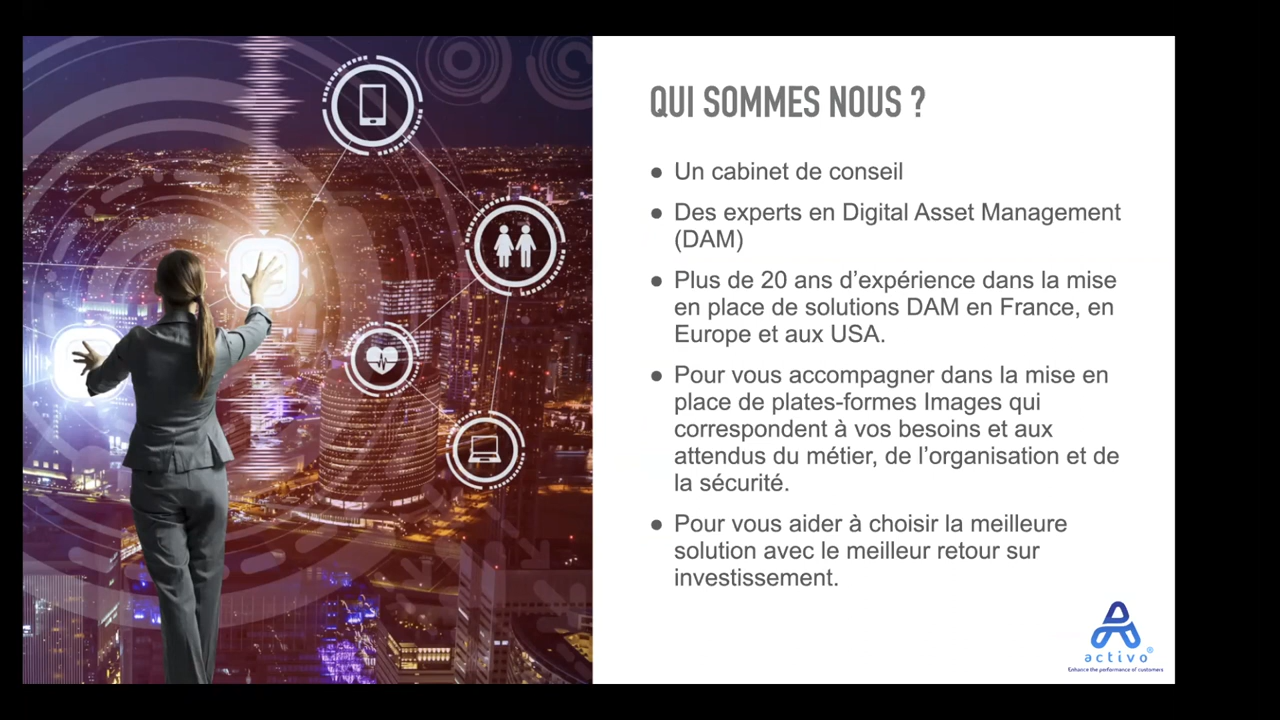 QUI SOMMES NOUS ?
● Un cabinet de conseil
● Des experts en Digital Asset Management
(DAM)
● Plus de 20 ans d’expérience dans la mise
en place de solutions DAM en France, en
Europe et aux USA.
● Pour vous accompagner dans la mise en
place de plates-formes Images qui
correspondent à vos besoins et aux
attendus du métier, de l’organisation et de
la sécurité.
● Pour vous aider à choisir la meilleure
solution avec le meilleur retour sur
investissement.
activo®
Enhance the performance of customers